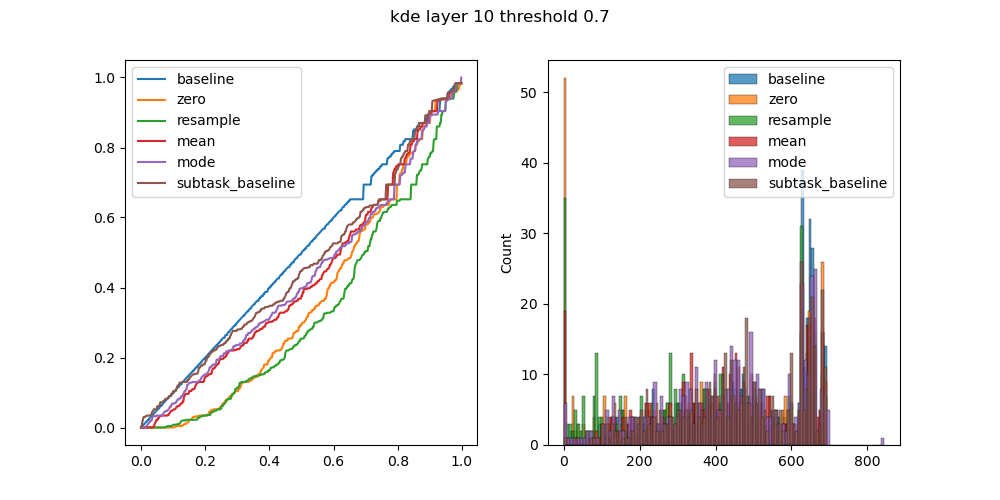 kde layer 10 threshold 0.7
baseline
zero
resample
mean
mode
subtask_baseline
1.0
0.8
0.6
0.4
0.2
0.0
0.0 0.2 0.4 0.6 0.8 1.0
baseline
zero
resample
mean
mode
subtask_baseline
Count
50
40
30
20
10
0
0 200 400 600 800